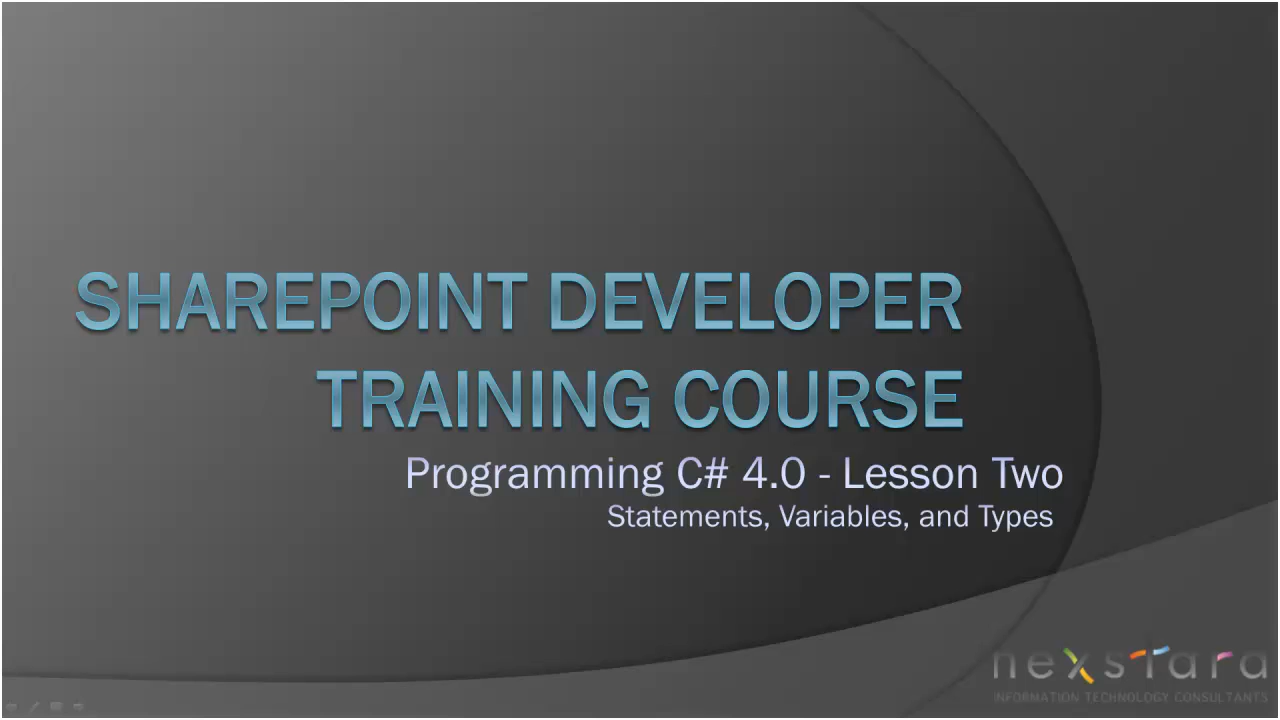 SHAREPOINT DEVELOPER
TRAINING COURSE
Programming C# 4.0 - Lesson Two
Statements, Variables, and Types
nexstara
INFORMATION TECHNOLOGY CONSULTANTS